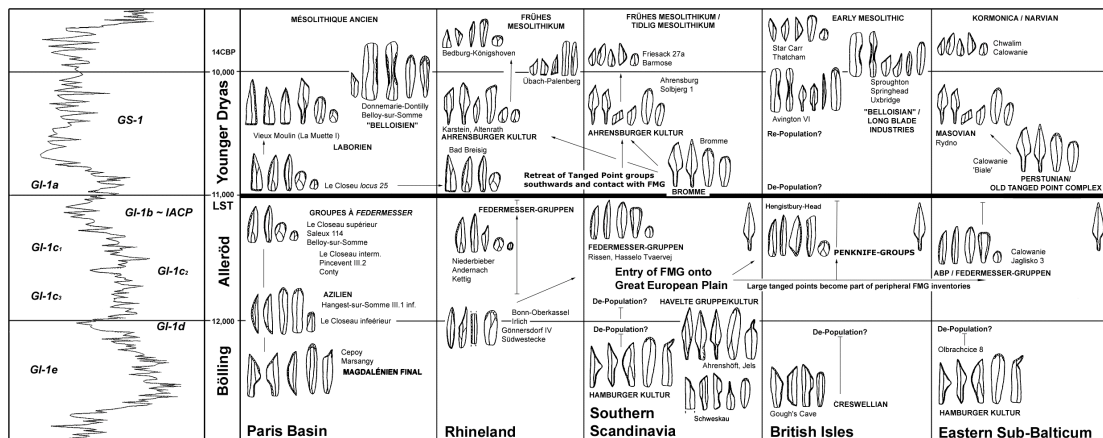 14CBP
10,000
11,000
LST
12,000
GS-1
GI-1a
GI-1b ~ IACP
GI-1c1
GI-1c2
GI-1c3
GI-1d
GI-1e
Younger Dryas
Alleröd
Bölling
MÉSOLITHIQUE ANCIEN
Donnemarie-Dontilly
Belloy-sur-Somme
"BELLOISIEN"
Vieux Moulin (La Muette I)
LABORIEN
Le Closeu locus 25
GROUPES À FEDERMESSER
Le Closeau supérieur
Saleux 114
Belloy-sur-Somme
Le Closeau interm.
Pincevent III.2
Conty
AZILIEN
Hangest-sur-Somme III.1 inf.
Le Closeau infeérieur
Cepoy
Marsangy
MAGDALÉNIEN FINAL
Paris Basin
FRÜHES
MESOLITHIKUM
Bedburg-Königshoven
Übach-Palenberg
Karstein, Altenrath
AHRENSBURGER KULTUR
Bad Breisig
FEDERMESSER-GRUPPEN
Niederbieber
Andernach
Kettig
Bonn-Oberkassel
Irlich
Gönnersdorf IV
Südwestecke
Rhineland
FRÜHES MESOLITHIKUM /
TIDLIG MESOLITHIKUM
Friesack 27a
Barmose
Ahrensburg
Solbjerg 1
AHRENSBURGER KULTUR
Bromme
Retreat of Tanged Point groups
southwards and contact with FMG
BROMME
FEDERMESSER-GRUPPEN
Rissen, Hasselo Tvaervej
Entry of FMG onto
Great European Plain
De-Population?
HAVELTE GRUPPE/KULTUR
De-Population?
Ahrenshöft, Jels
HAMBURGER KULTUR
Schweskau
Southern
Scandinavia
EARLY MESOLITHIC
Star Carr
Thatcham
Sproughton
Springhead
Uxbridge
"BELLOISIAN" /
LONG BLADE
INDUSTRIES
Avington VI
Re-Population?
De-Population?
Hengistbury-Head
PENKNIFE-GROUPS
Large tanged points become part of peripheral FMG inventories
De-Population?
CRESWELLIAN
Gough's Cave
British Isles
KORMONICA / NARVIAN
Chwalim
Calowanie
MASOVIAN
Rydno
Calowanie
'Biale'
PERSTUNIAN/
OLD TANGED POINT COMPLEX
Calowanie
Jaglisko 3
ABP / FEDERMESSER-GRUPPEN
De-Population?
Olbrachcice 8
HAMBURGER KULTUR
Eastern Sub-Balticum